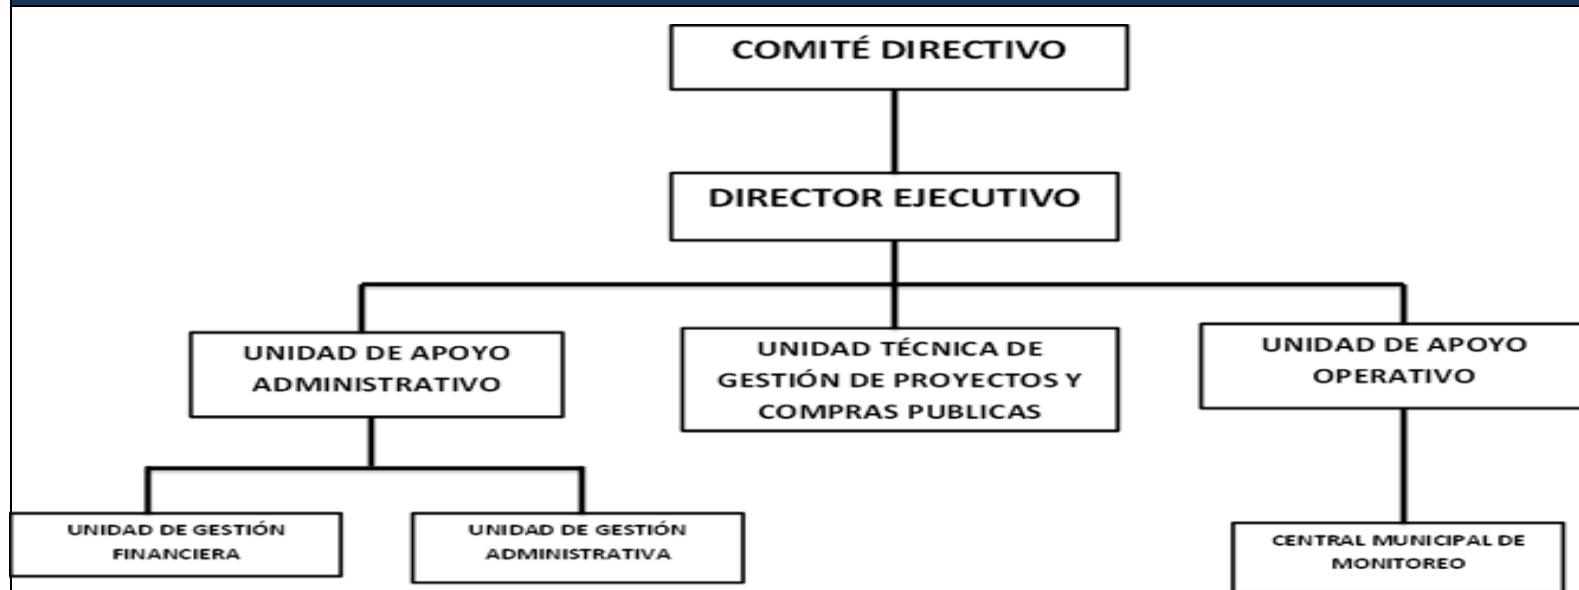 COMITÉ DIRECTIVO
DIRECTOR EJECUTIVO
UNIDAD DE APOYO
ADMINISTRATIVO
UNIDAD TÉCNICA DE
GESTIÓN DE PROYECTOS Y
COMPRAS PUBLICAS
UNIDAD DE APOYO
OPERATIVO
UNIDAD DE GESTIÓN
FINANCIERA
UNIDAD DE GESTIÓN
ADMINISTRATIVA
CENTRAL MUNICIPAL DE
MONITOREO